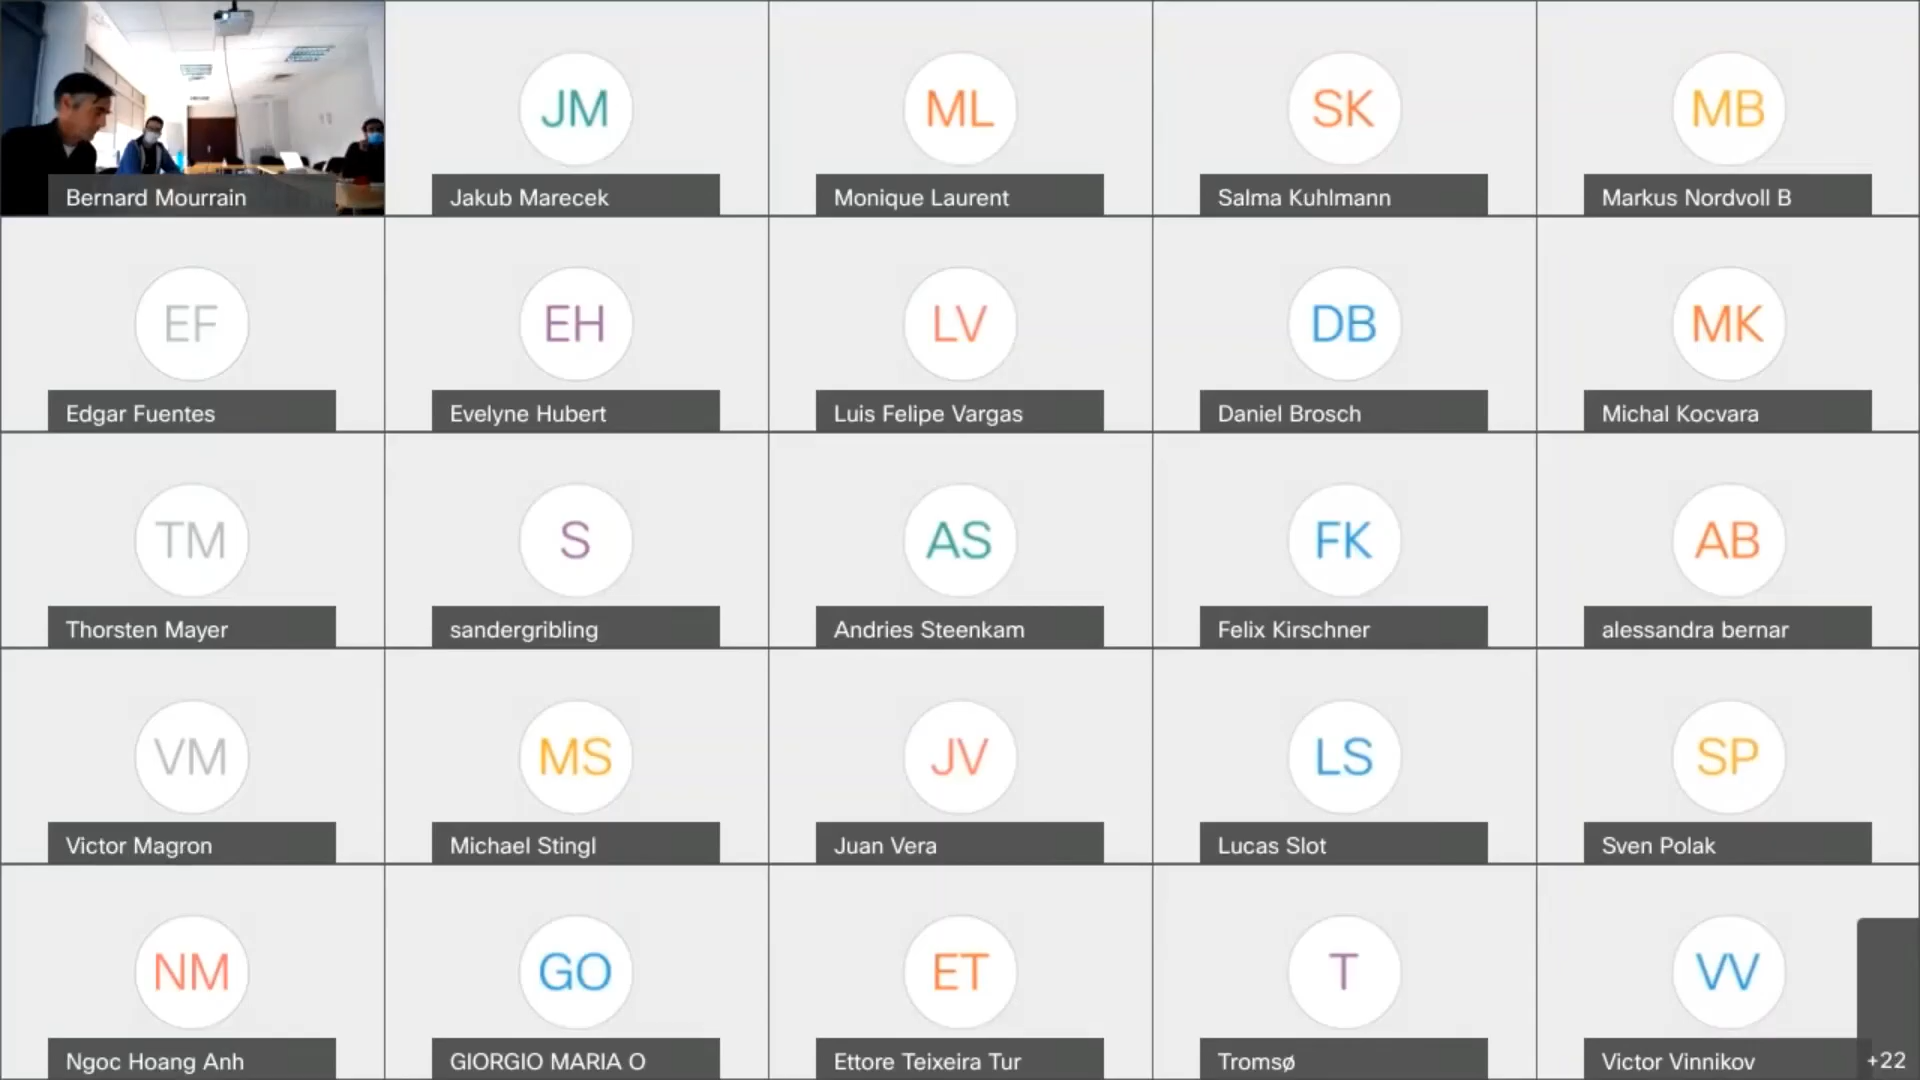 Bernard Mourrain
JM
Jakub Marecek
ML
Monique Laurent
SK
Salma Kuhlmann
MB
Markus Nordvoll B
EF
Edgar Fuentes
EH
Evelyne Hubert
LV
Luis Felipe Vargas
DB
Daniel Brosch
MK
Michal Kocvara
TM
Thorsten Mayer
S
sandergribling
AS
Andries Steenkam
FK
Felix Kirschner
AB
alessandra bernar
VM
Victor Magron
MS
Michael Stingl
JV
Juan Vera
LS
Lucas Slot
SP
Sven Polak
NM
Ngoc Hoang Anh
GO
GIORGIO MARIA O
ET
Ettore Teixeira Tur
T
Tromsø
VV
Victor Vinnikov
+22